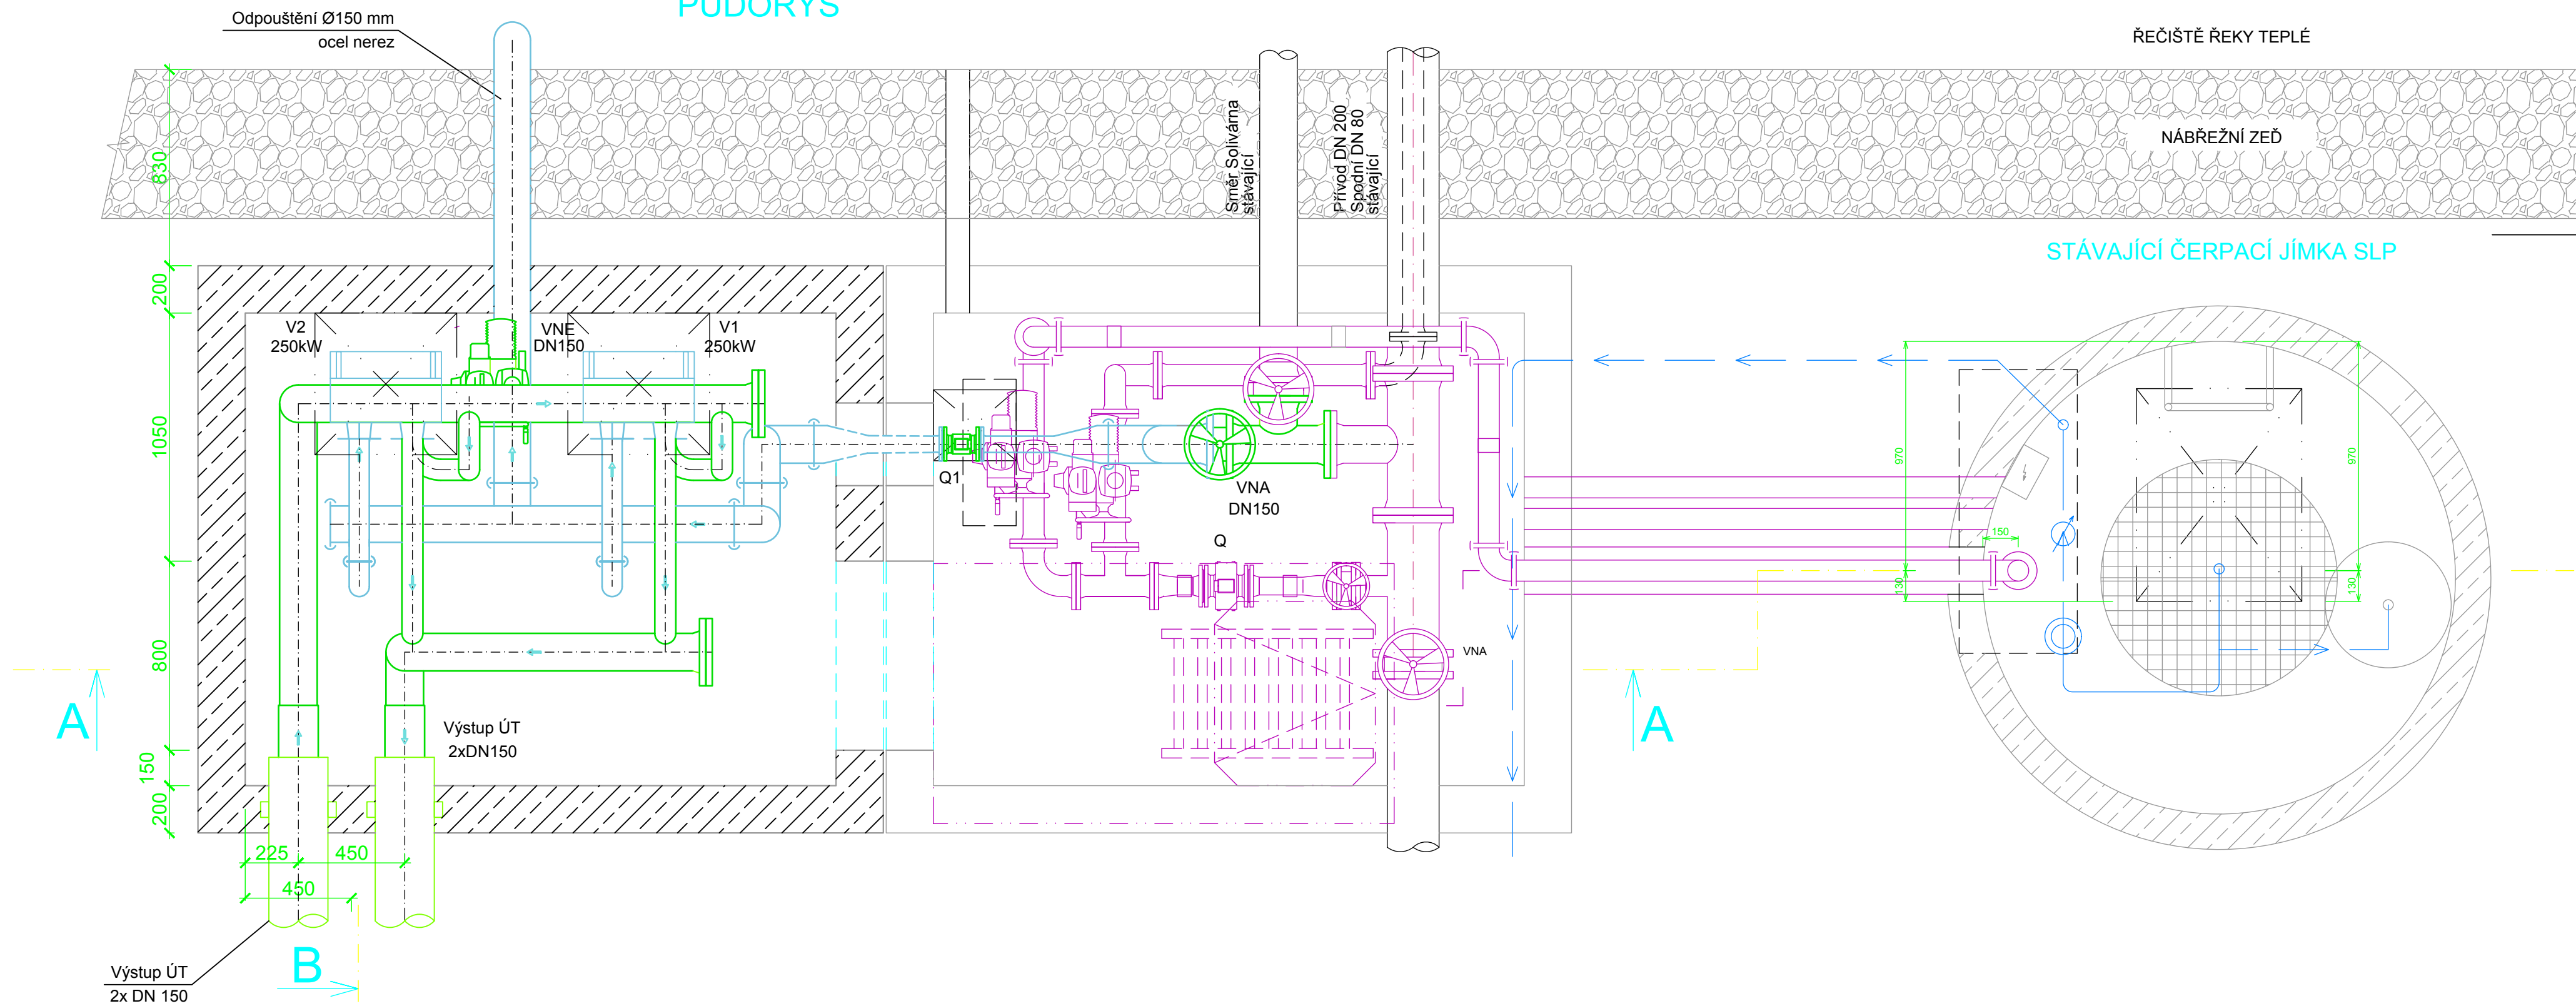 PŮDORYS
Odpouštění Ø150 mm
ocel nerez
ŘEČIŠTĚ ŘEKY TEPLÉ
NÁBŘEŽNÍ ZEĎ
Směr Solivárna
stávající
Přívod DN 200
Spodní DN 80
stávající
STÁVAJÍCÍ ČERPACÍ JÍMKA SLP
830
200
1050
800
150
200
V2
250kW
VNE
DN150
V1
250kW
Q1
VNA
DN150
Q
VNA
970
970
150
130
130
A
A
Výstup ÚT
2xDN150
225
450
450
B
Výstup ÚT
2x DN 150